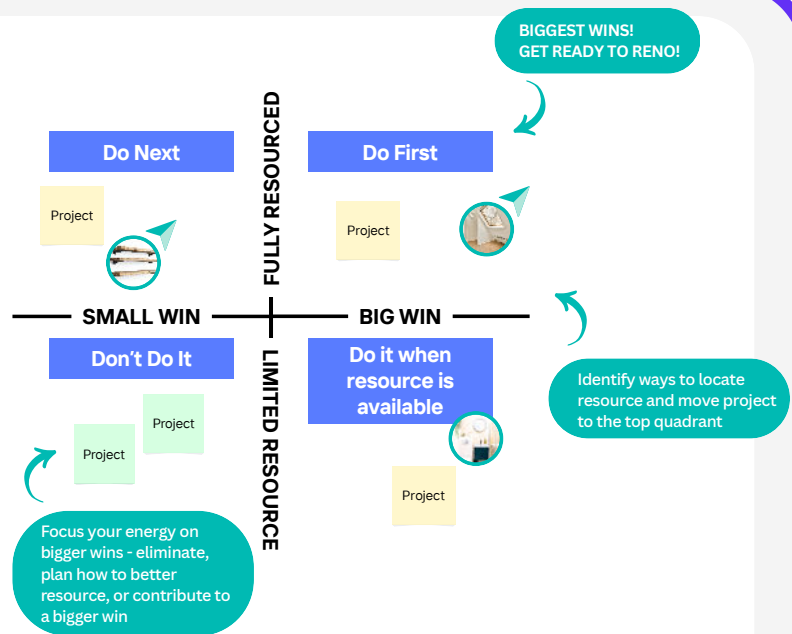 BIGGEST WINS!
GET READY TO RENO!
FULLY RESOURCED
Do Next
Do First
Project
Project
SMALL WIN
BIG WIN
Don't Do It
Do it when
resource is
available
LIMITED RESOURCE
Identify ways to locate
resource and move project
to the top quadrant
Project
Project
Project
Focus your energy on
bigger wins - eliminate,
plan how to better
resource, or contribute to
a bigger win